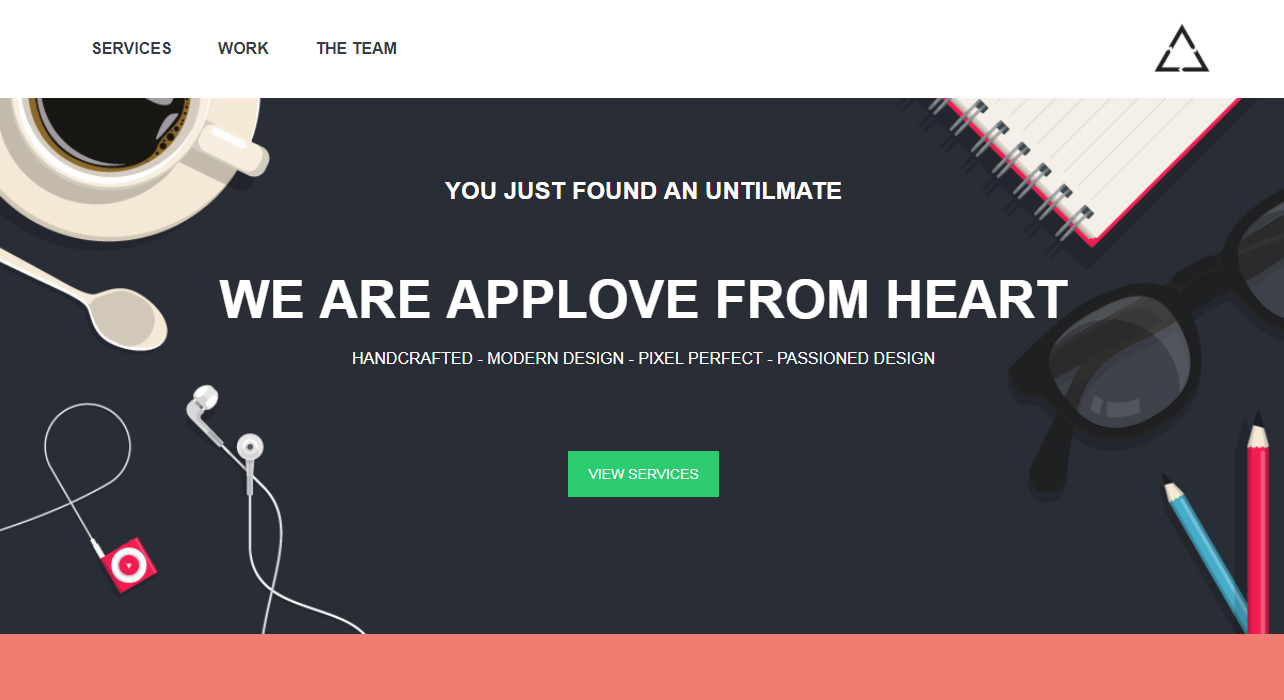 SERVICES WORK THE TEAM
YOU JUST FOUND AN UNTILMATE
WE ARE APPLOVE FROM HEART
HANDCRAFTED - MODERN DESIGN - PIXEL PERFECT - PASSIONED DESIGN
VIEW SERVICES